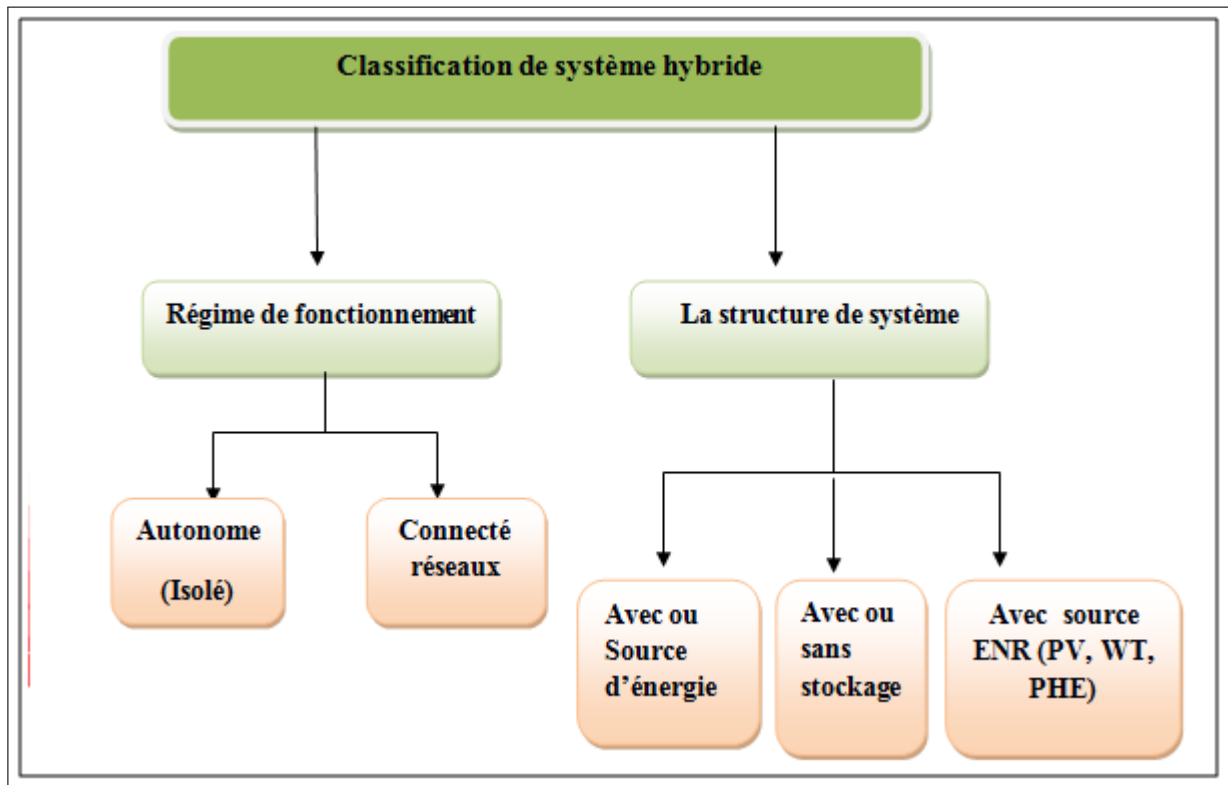 Classification de système hybride
Régime de fonctionnement
La structure de système
Autonome
(Isolé)
Connecté
réseaux
Avec ou
Source
d’énergie
Avec ou
sans
stockage
Avec source
ENR (PV, WT,
PHE)